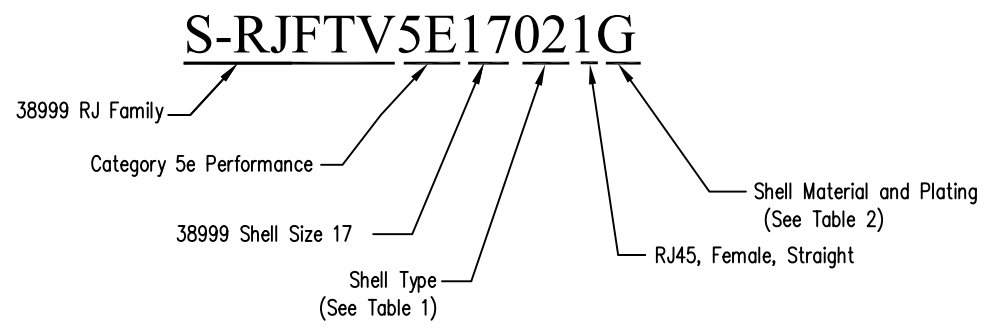 S-RJFTV5E17021G
38999 RJ Family
Category 5e Performance
38999 Shell Size 17
Shell Type
(See Table 1)
Shell Material and Plating
(See Table 2)
RJ45, Female, Straight